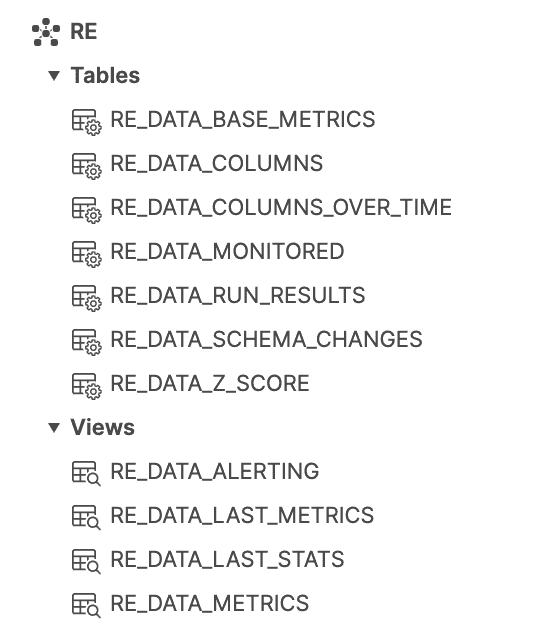 RE
Tables
RE_DATA_BASE_METRICS
RE_DATA_COLUMNS
RE_DATA_COLUMNS_OVER_TIME
RE_DATA_MONITORED
RE_DATA_RUN_RESULTS
RE_DATA_SCHEMA_CHANGES
RE_DATA_Z_SCORE
Views
RE_DATA_ALERTING
RE_DATA_LAST_METRICS
RE_DATA_LAST_STATS
RE_DATA_METRICS